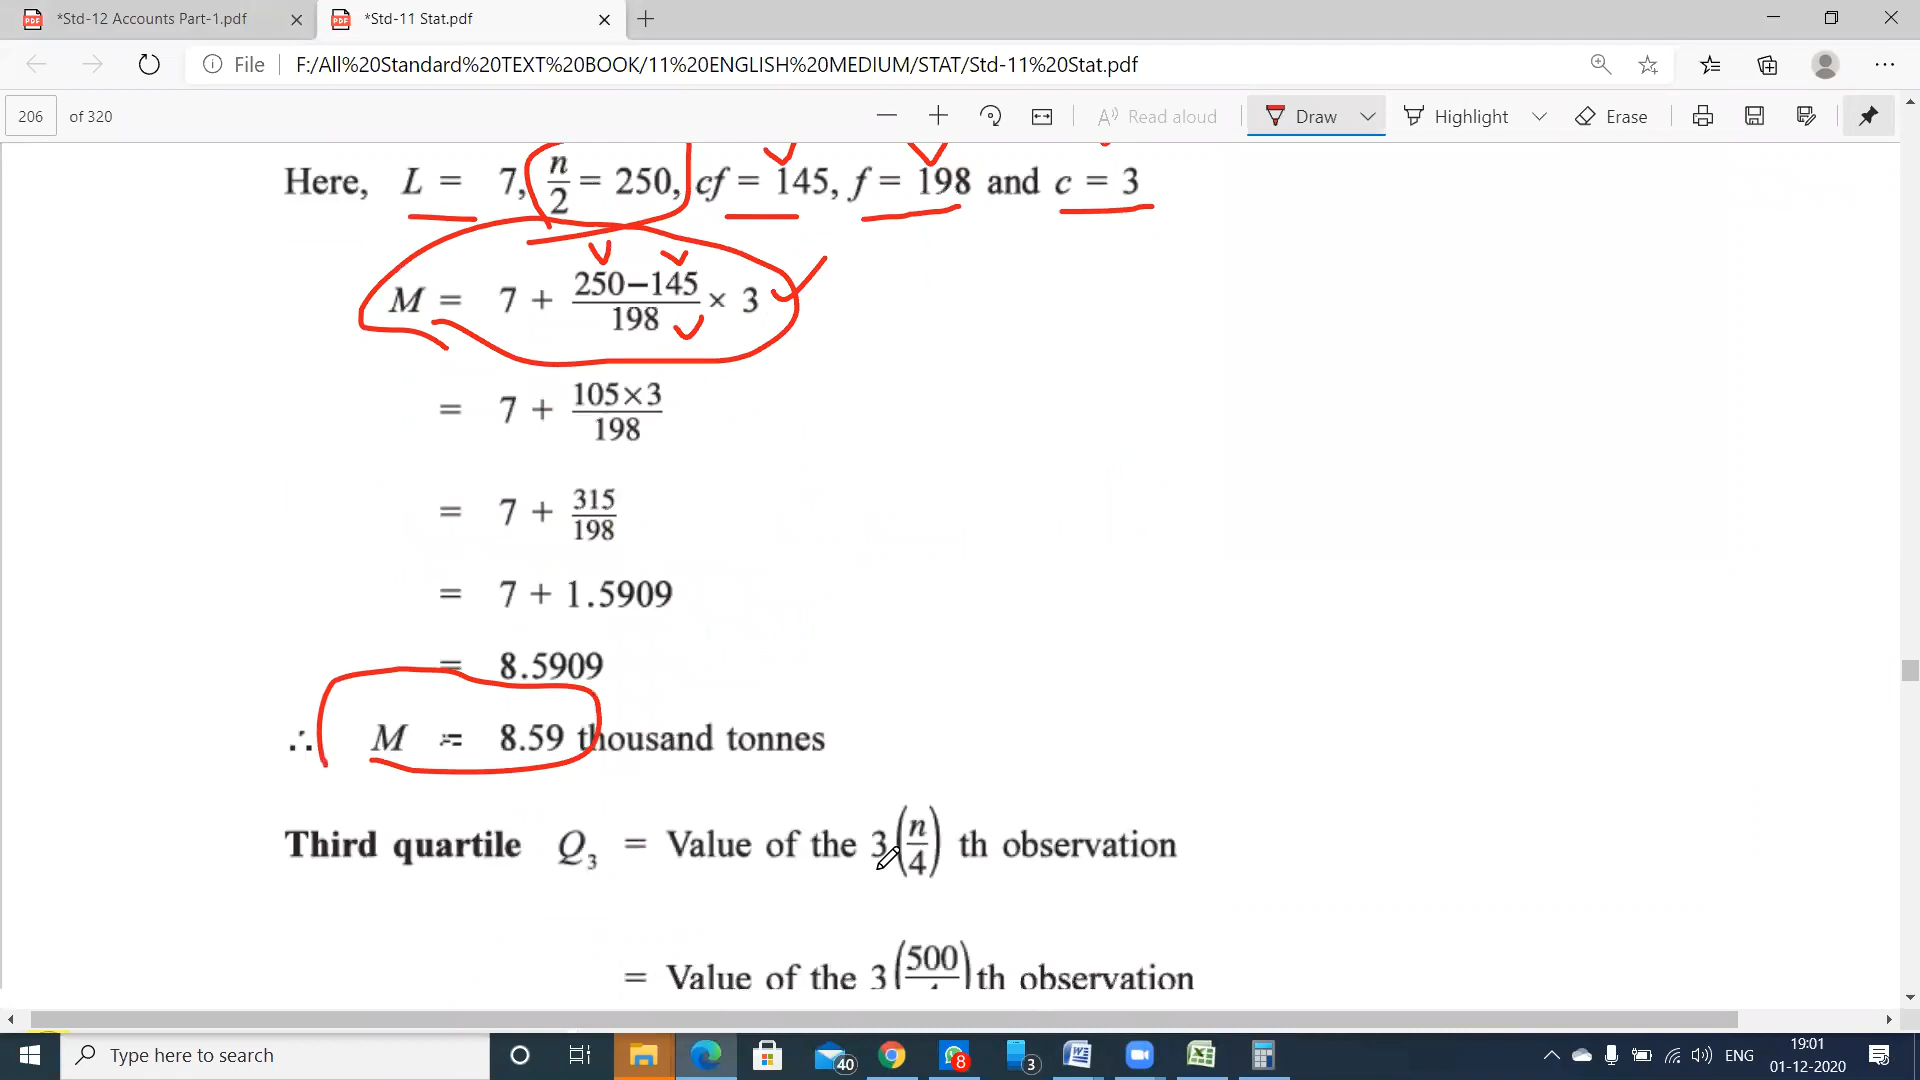 *Std-12 Accounts Part-1.pdf
*Std-11 Stat.pdf
File
F:/All%20Standard%20TEXT%20BOOK/11%20ENGLISH%20MEDIUM/STAT/Std-11%20Stat.pdf
206 of 320
Read aloud
Draw
Highlight
Erase
Here, L = 7, n/2 = 250, cf = 145, f = 198 and c = 3
M = 7 + 250−145/198 × 3
= 7 + 105×3/198
= 7 + 315/198
= 7 + 1.5909
= 8.5909
∴ M = 8.59 thousand tonnes
Third quartile Q3 = Value of the 3(n/4) th observation
= Value of the 3(500/4)th observation
Type here to search
40
8
3
ENG
19:01
01-12-2020